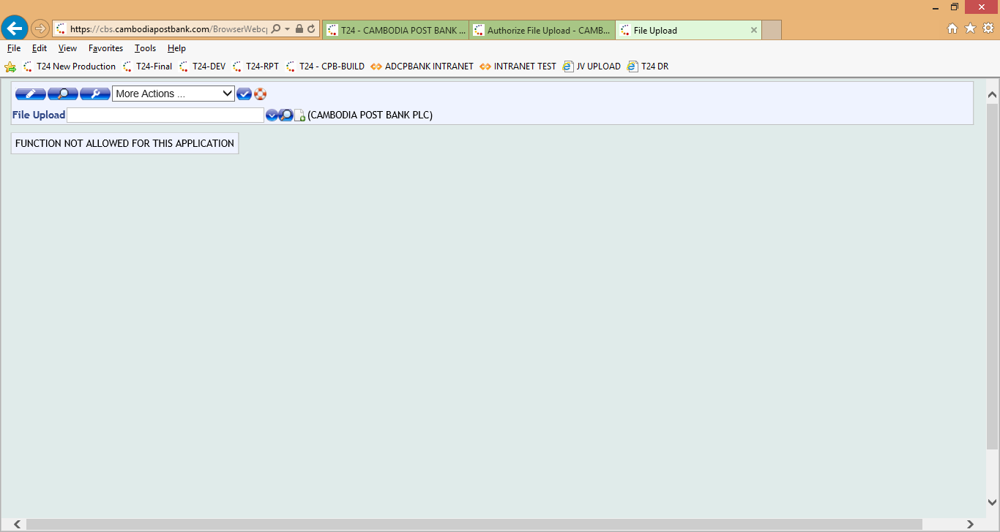 https://cbs.cambodiapostbank.com/BrowserWebc
T24 - CAMBODIA POST BANK ...
Authorize File Upload - CAMB...
File Upload
File Edit View Favorites Tools Help
T24 New Production T24-Final T24-DEV T24-RPT T24 - CPB-BUILD ADCPBANK INTRANET INTRANET TEST JV UPLOAD T24 DR
More Actions ...
File Upload (CAMBODIA POST BANK PLC)
FUNCTION NOT ALLOWED FOR THIS APPLICATION